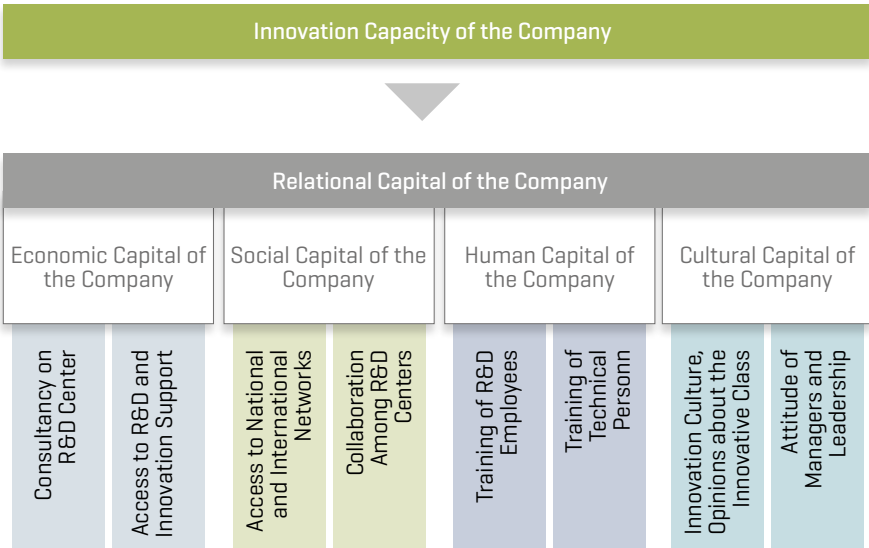 Innovation Capacity of the Company
Relational Capital of the Company
Economic Capital of
the Company
Social Capital of the
Company
Human Capital of
the Company
Cultural Capital of
the Company
Consultancy on
R&D Center
Access to R&D and
Innovation Support
Access to National
and International
Networks
Collaboration
Among R&D
Centers
Training of R&D
Employees
Training of
Technical
Personn
Innovation Culture,
Opinions about the
Innovative Class
Attitude of
Managers and
Leadership